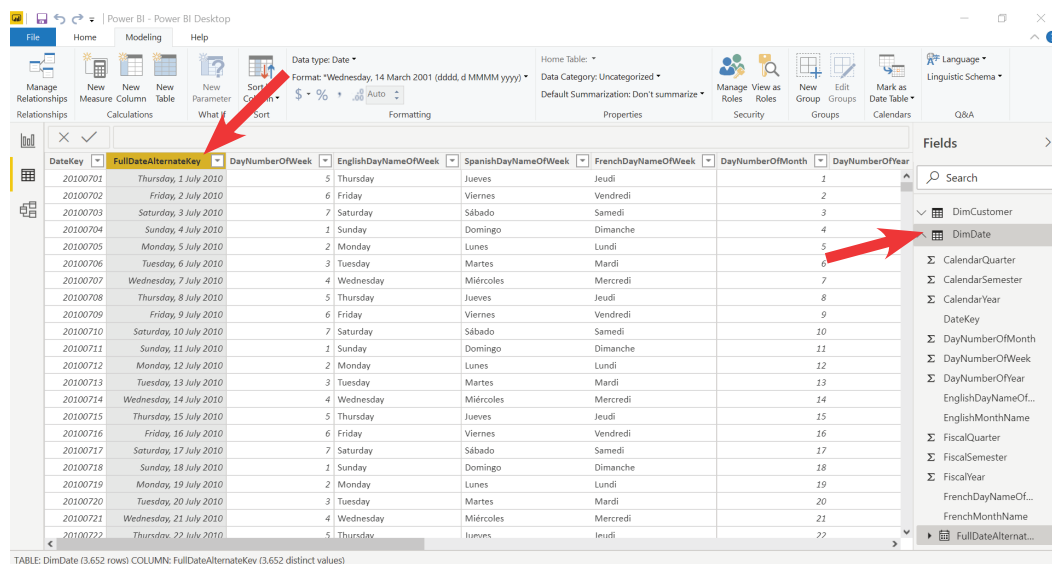 Power BI - Power BI Desktop
File Home Modeling Help
Manage Relationships
New Measure
New Column
New Table
New Parameter
Sort
Data type: Date
Format: *Wednesday, 14 March 2001 (dddd, d MMMM yyyy)
$ % , Auto
Home Table:
Data Category: Uncategorized
Default Summarization: Don't summarize
Manage Roles
View as Roles
New Group
Edit Groups
Mark as Date Table
Language
Linguistic Schema
Relationships Calculations What If Sort Formatting Properties Security Groups Calendars Q&A
DateKey FullDateAlternateKey DayNumberOfWeek EnglishDayNameOfWeek SpanishDayNameOfWeek FrenchDayNameOfWeek DayNumberOfMonth DayNumberOfYear
20100701 Thursday, 1 July 2010 5 Thursday Jueves Jeudi 1
20100702 Friday, 2 July 2010 6 Friday Viernes Vendredi 2
20100703 Saturday, 3 July 2010 7 Saturday Sábado Samedi 3
20100704 Sunday, 4 July 2010 1 Sunday Domingo Dimanche 4
20100705 Monday, 5 July 2010 2 Monday Lunes Lundi 5
20100706 Tuesday, 6 July 2010 3 Tuesday Martes Mardi 6
20100707 Wednesday, 7 July 2010 4 Wednesday Miércoles Mercredi 7
20100708 Thursday, 8 July 2010 5 Thursday Jueves Jeudi 8
20100709 Friday, 9 July 2010 6 Friday Viernes Vendredi 9
20100710 Saturday, 10 July 2010 7 Saturday Sábado Samedi 10
20100711 Sunday, 11 July 2010 1 Sunday Domingo Dimanche 11
20100712 Monday, 12 July 2010 2 Monday Lunes Lundi 12
20100713 Tuesday, 13 July 2010 3 Tuesday Martes Mardi 13
20100714 Wednesday, 14 July 2010 4 Wednesday Miércoles Mercredi 14
20100715 Thursday, 15 July 2010 5 Thursday Jueves Jeudi 15
20100716 Friday, 16 July 2010 6 Friday Viernes Vendredi 16
20100717 Saturday, 17 July 2010 7 Saturday Sábado Samedi 17
20100718 Sunday, 18 July 2010 1 Sunday Domingo Dimanche 18
20100719 Monday, 19 July 2010 2 Monday Lunes Lundi 19
20100720 Tuesday, 20 July 2010 3 Tuesday Martes Mardi 20
20100721 Wednesday, 21 July 2010 4 Wednesday Miércoles Mercredi 21
20100722 Thursday, 22 July 2010 5 Thursday Jueves Jeudi 22
Fields
Search
DimCustomer
DimDate
Σ CalendarQuarter
Σ CalendarSemester
Σ CalendarYear
DateKey
Σ DayNumberOfMonth
Σ DayNumberOfWeek
Σ DayNumberOfYear
EnglishDayNameOf...
EnglishMonthName
Σ FiscalQuarter
Σ FiscalSemester
Σ FiscalYear
FrenchDayNameOf...
FrenchMonthName
FullDateAlternat...
TABLE: DimDate (3,652 rows) COLUMN: FullDateAlternateKey (3,652 distinct values)